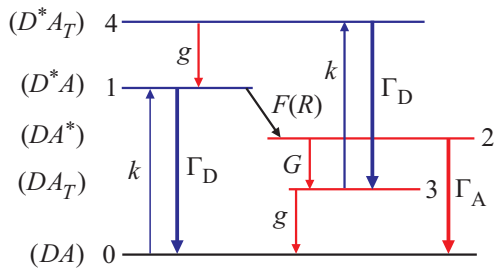 (D*A_T) 4
g
k
Γ_D
(D*A) 1
F(R)
(DA*)
2
k
Γ_D
G
(DA_T)
3
Γ_A
g
(DA) 0